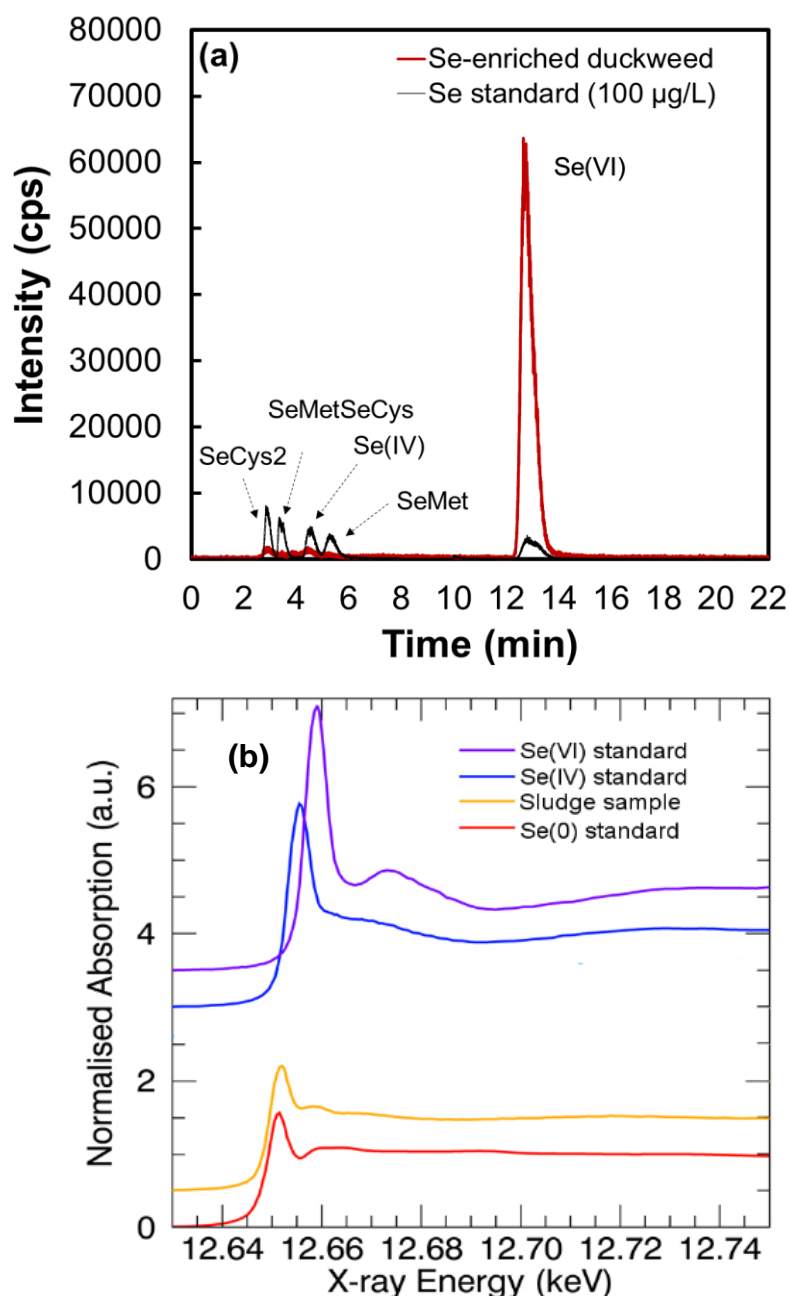 (a)
Se-enriched duckweed
Se standard (100 µg/L)
80000
70000
60000
50000
40000
30000
20000
10000
0
Intensity (cps)
Se(VI)
SeMetSeCys
Se(IV)
SeCys2
SeMet
0 2 4 6 8 10 12 14 16 18 20 22
Time (min)
(b)
Se(VI) standard
Se(IV) standard
Sludge sample
Se(0) standard
6
4
2
0
Normalised Absorption (a.u.)
12.64 12.66 12.68 12.70 12.72 12.74
X-ray Energy (keV)